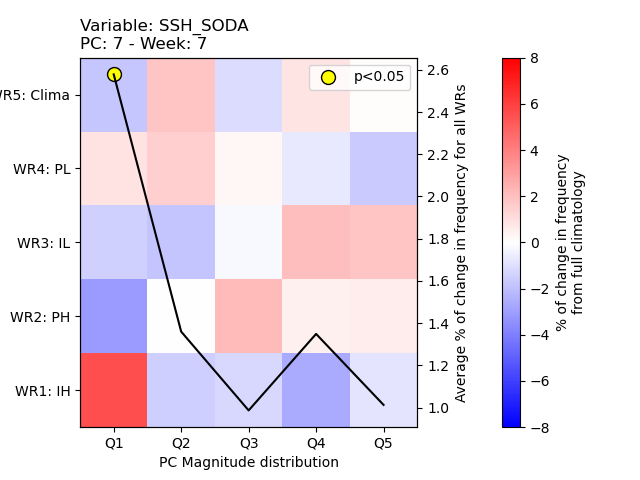 Variable: SSH_SODA
PC: 7 - Week: 7
p<0.05
WR5: Clima
WR4: PL
WR3: IL
WR2: PH
WR1: IH
Q1 Q2 Q3 Q4 Q5
PC Magnitude distribution
2.6
2.4
2.2
2.0
1.8
1.6
1.4
1.2
1.0
Average % of change in frequency for all WRs
8
6
4
2
0
−2
−4
−6
−8
% of change in frequency
from full climatology